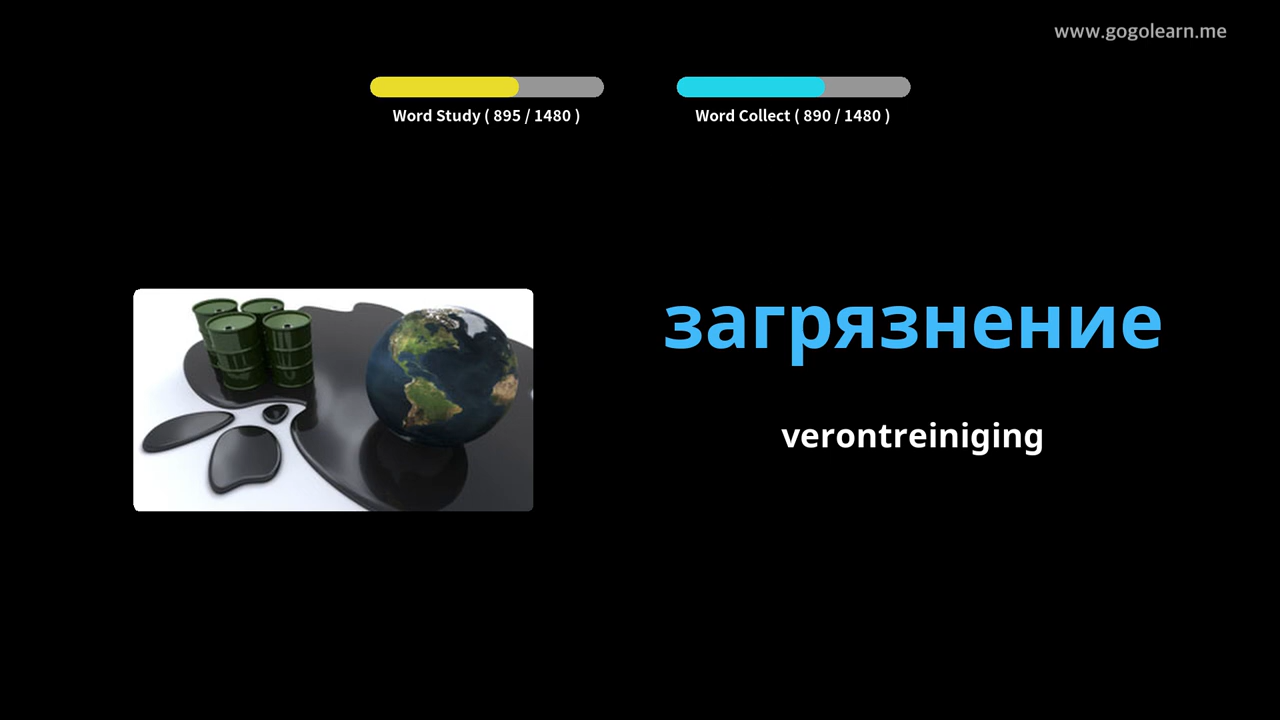 www.gogolearn.me
Word Study ( 895 / 1480 )
Word Collect ( 890 / 1480 )
загрязнение
verontreiniging